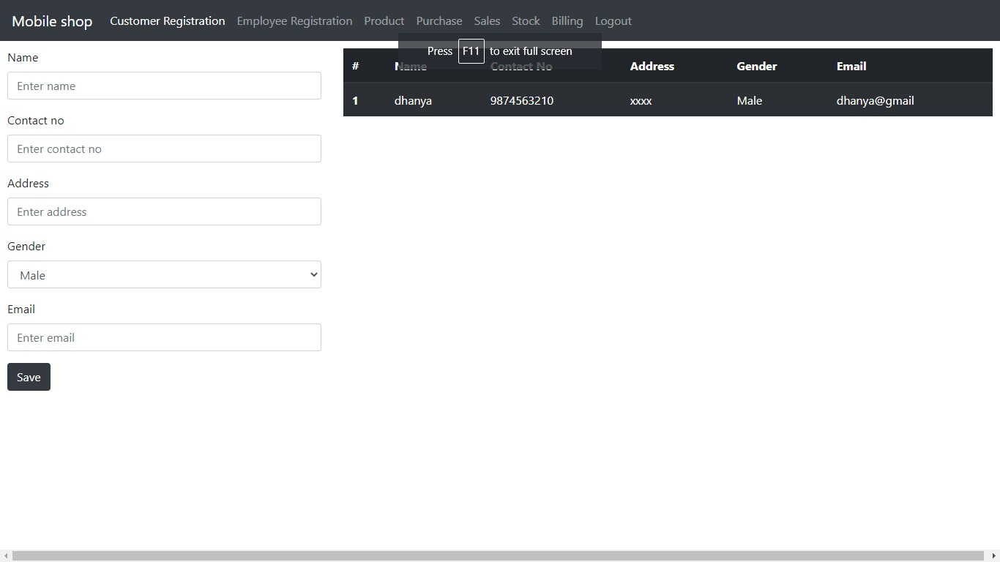 Mobile shop Customer Registration Employee Registration Product Purchase Sales Stock Billing Logout
Press F11 to exit full screen
Name
Enter name
Contact no
Enter contact no
Address
Enter address
Gender
Male
Email
Enter email
Save
# Name Contact No Address Gender Email
1 dhanya 9874563210 xxxx Male dhanya@gmail